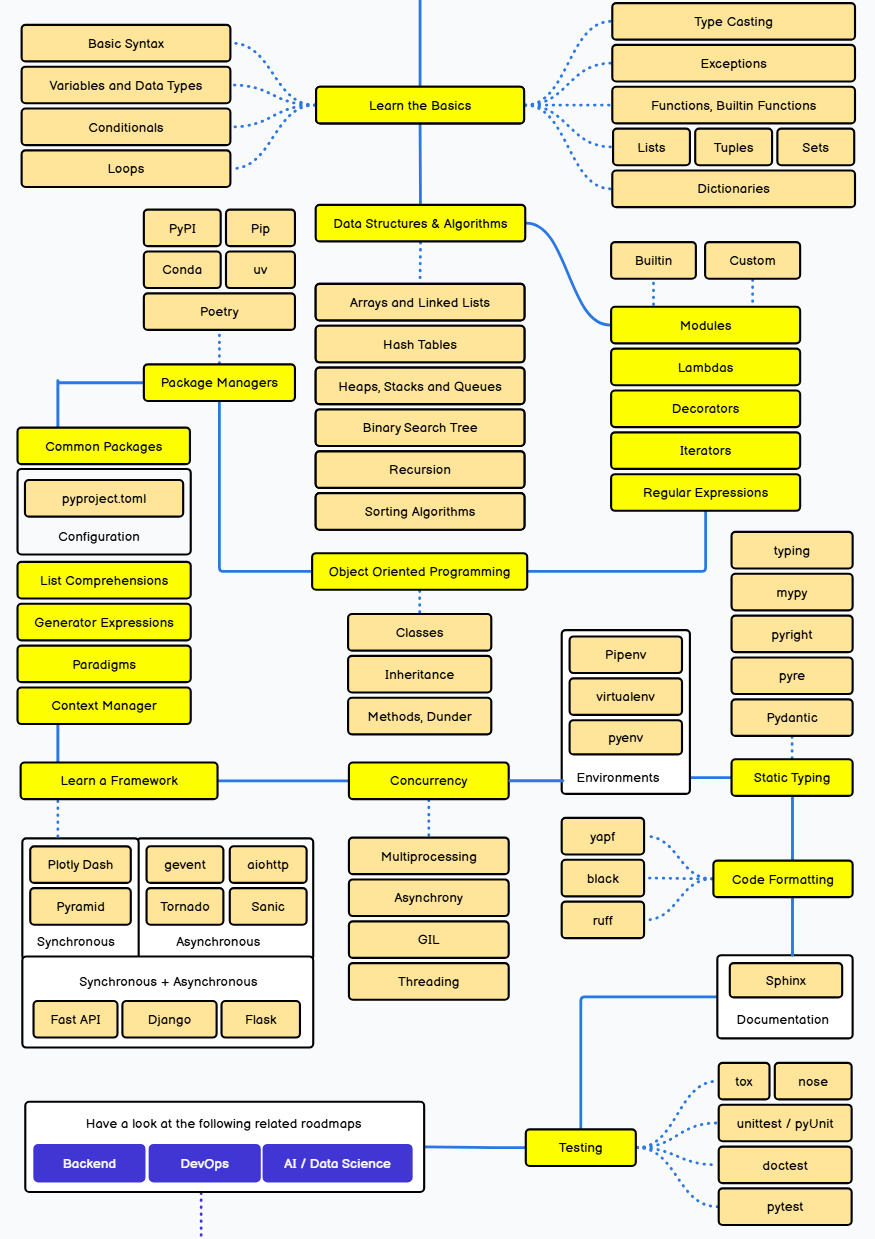 Basic Syntax
Variables and Data Types
Conditionals
Loops
Learn the Basics
Type Casting
Exceptions
Functions, Builtin Functions
Lists
Tuples
Sets
Dictionaries
Data Structures & Algorithms
Arrays and Linked Lists
Hash Tables
Heaps, Stacks and Queues
Binary Search Tree
Recursion
Sorting Algorithms
Builtin
Custom
Modules
Lambdas
Decorators
Iterators
Regular Expressions
PyPI
Pip
Conda
uv
Poetry
Package Managers
Common Packages
pyproject.toml
Configuration
List Comprehensions
Generator Expressions
Paradigms
Context Manager
Object Oriented Programming
Classes
Inheritance
Methods, Dunder
Pipenv
virtualenv
pyenv
Environments
typing
mypy
pyright
pyre
Pydantic
Static Typing
Learn a Framework
Concurrency
Plotly Dash
Pyramid
Synchronous
gevent
aiohttp
Tornado
Sanic
Asynchronous
Synchronous + Asynchronous
Fast API
Django
Flask
Multiprocessing
Asynchrony
GIL
Threading
yapf
black
ruff
Code Formatting
Sphinx
Documentation
tox
nose
unittest / pyUnit
doctest
pytest
Testing
Have a look at the following related roadmaps
Backend
DevOps
AI / Data Science